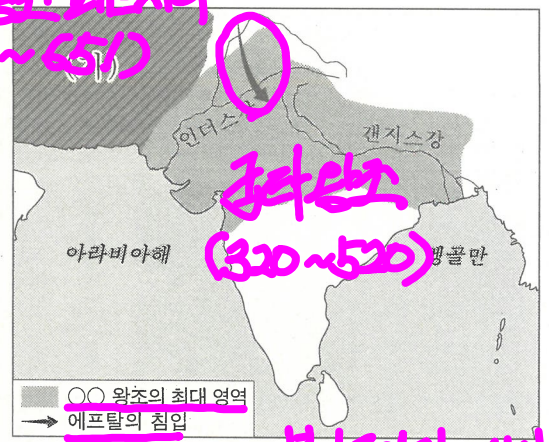 ~651)
(가)
인더스강
갠지스강
굽타 왕조
(320~520)
아라비아해
벵골만
○○ 왕조의 최대 영역
에프탈의 침입